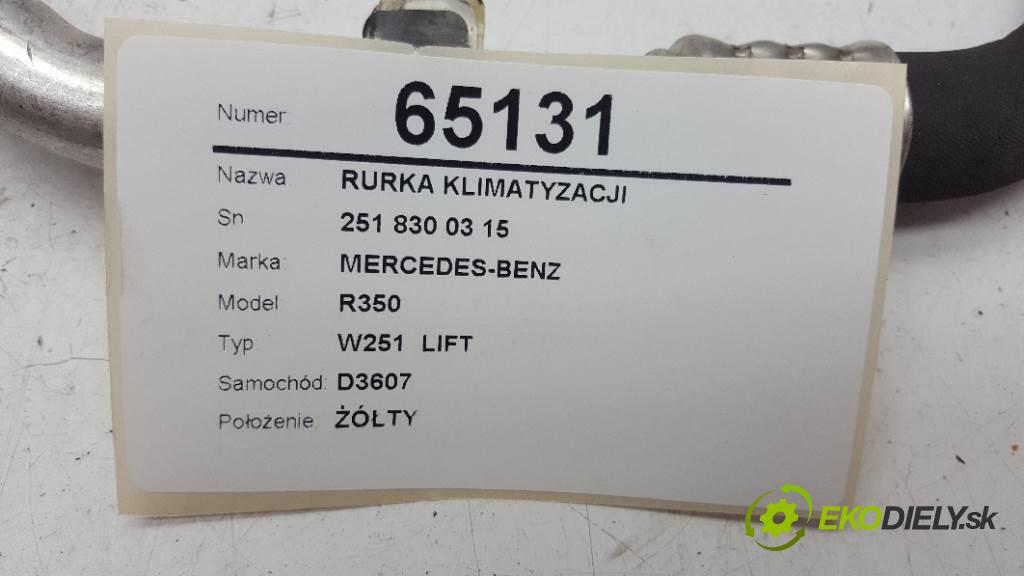 Numer: 65131
Nazwa RURKA KLIMATYZACJI
Sn 251 830 03 15
Marka: MERCEDES-BENZ
Model R350
Typ W251 LIFT
Samochód: D3607
Położenie: ŻÓŁTY
EKODIELY.sk